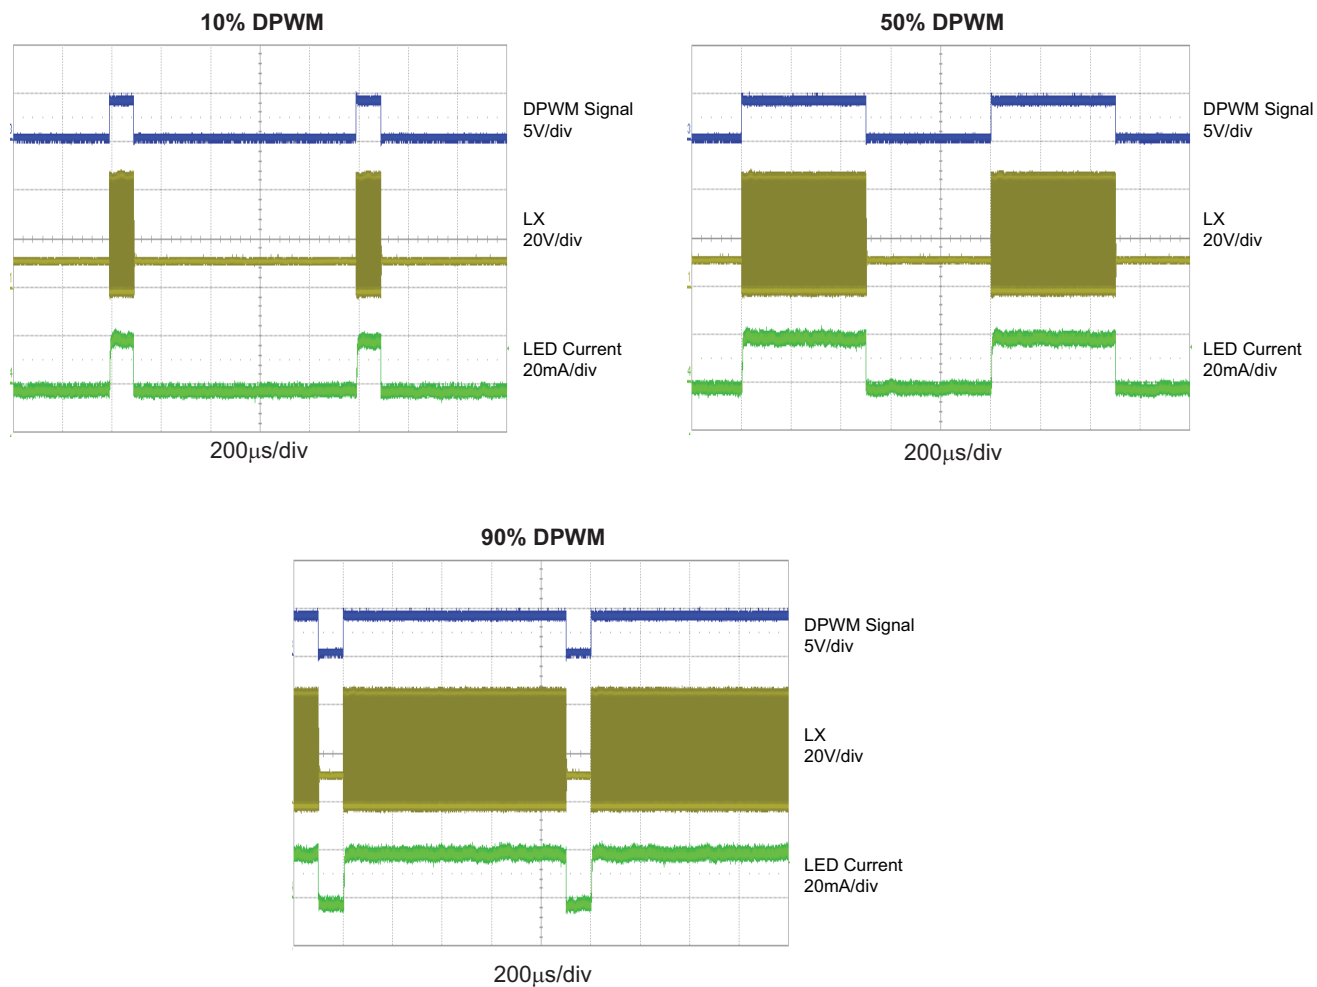 10% DPWM
50% DPWM
DPWM Signal
5V/div
LX
20V/div
LED Current
20mA/div
200μs/div
DPWM Signal
5V/div
LX
20V/div
LED Current
20mA/div
200μs/div
90% DPWM
DPWM Signal
5V/div
LX
20V/div
LED Current
20mA/div
200μs/div